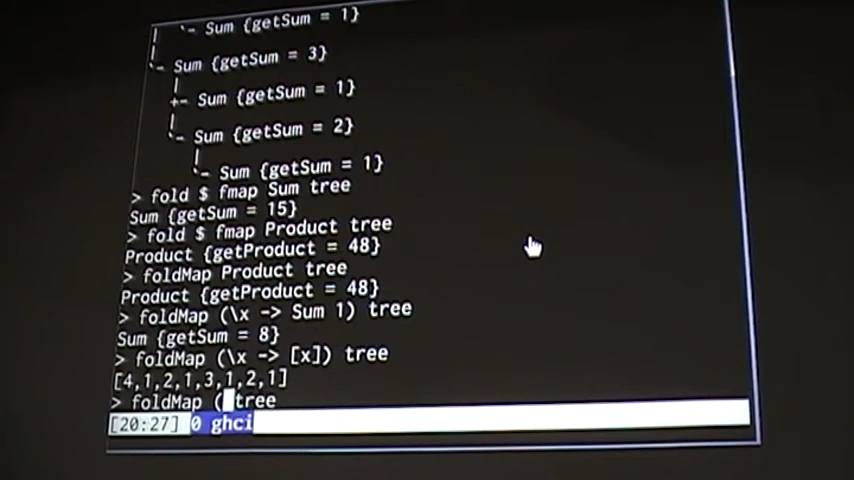 | `- Sum {getSum = 1}
|
`- Sum {getSum = 3}
|
+- Sum {getSum = 1}
|
`- Sum {getSum = 2}
|
`- Sum {getSum = 1}
> fold $ fmap Sum tree
Sum {getSum = 15}
> fold $ fmap Product tree
Product {getProduct = 48}
> foldMap Product tree
Product {getProduct = 48}
> foldMap (\x -> Sum 1) tree
Sum {getSum = 8}
> foldMap (\x -> [x]) tree
[4,1,2,1,3,1,2,1]
> foldMap ( tree
[20:27] 0 ghci